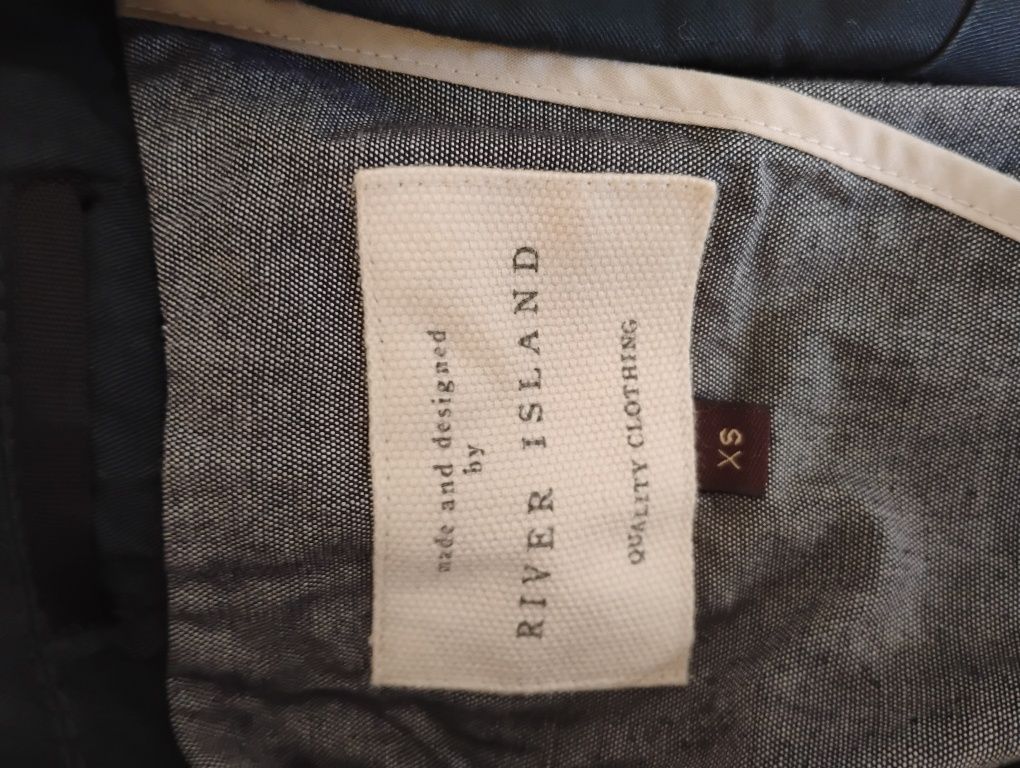 made and designed
by
RIVER ISLAND
QUALITY CLOTHING
XS